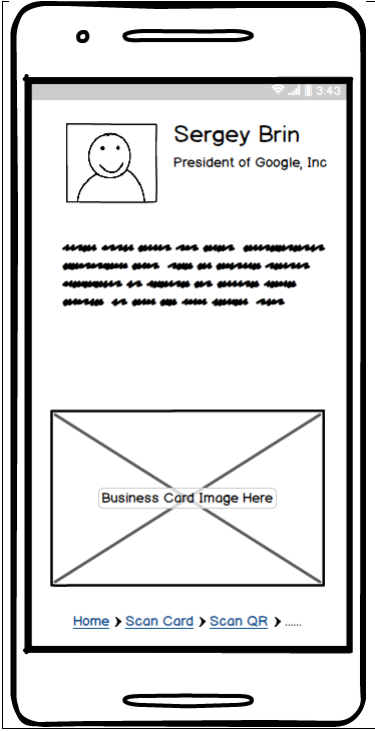 3:43
Sergey Brin
President of Google, Inc
Business Card Image Here
Home > Scan Card > Scan QR > ......